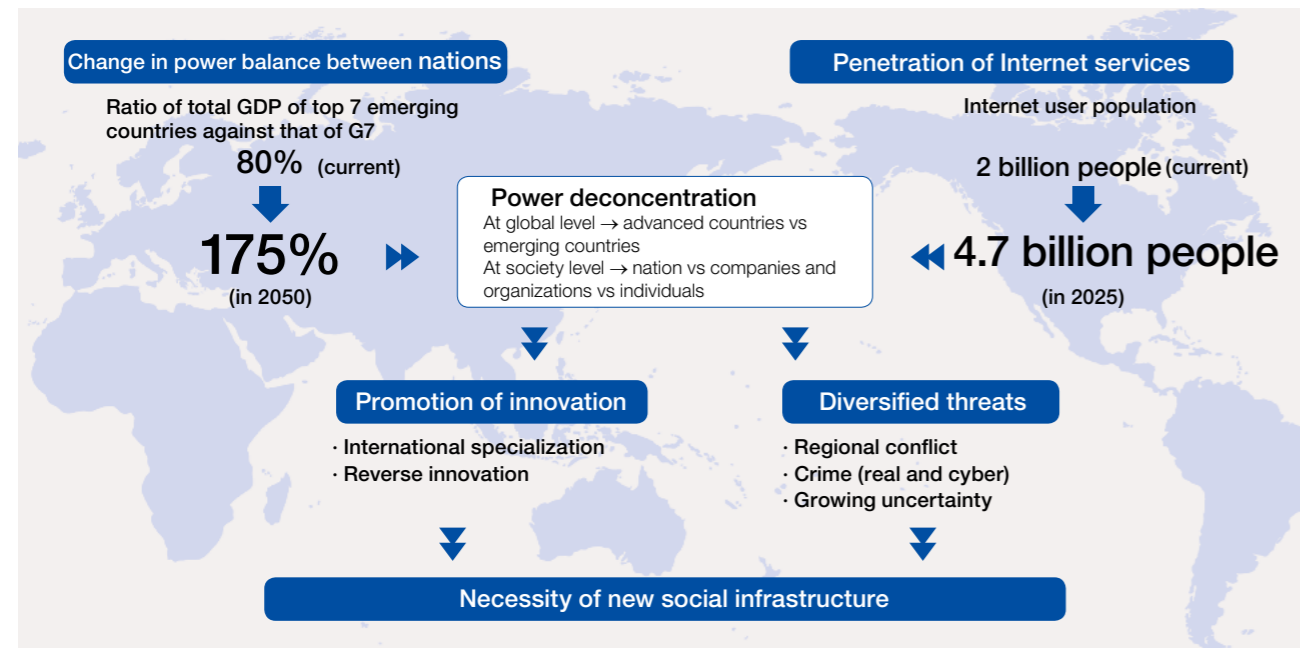 Change in power balance between nations
Ratio of total GDP of top 7 emerging
countries against that of G7
80% (current)
175%
(in 2050)
Penetration of Internet services
Internet user population
2 billion people (current)
4.7 billion people
(in 2025)
Power deconcentration
At global level → advanced countries vs
emerging countries
At society level → nation vs companies and
organizations vs individuals
Promotion of innovation
· International specialization
· Reverse innovation
Diversified threats
· Regional conflict
· Crime (real and cyber)
· Growing uncertainty
Necessity of new social infrastructure